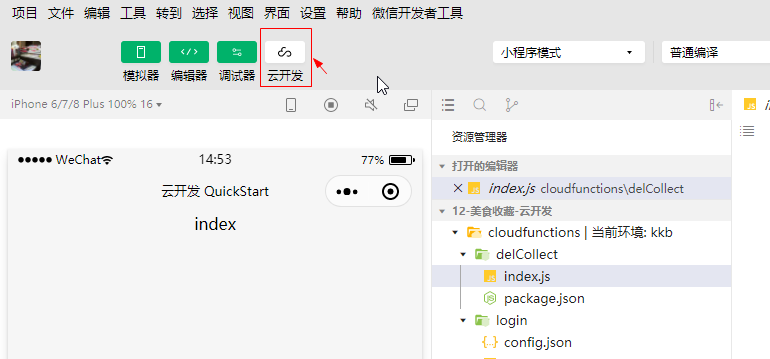 项目 文件 编辑 工具 转到 选择 视图 界面 设置 帮助 微信开发者工具
模拟器 编辑器 调试器 云开发 小程序模式 普通编译
iPhone 6/7/8 Plus 100% 16
资源管理器
打开的编辑器
JS index.js cloudfunctions\delCollect
12-美食收藏-云开发
cloudfunctions | 当前环境: kkb
delCollect
JS index.js
package.json
login
{..} config.json
WeChat 14:53 77%
云开发 QuickStart
index